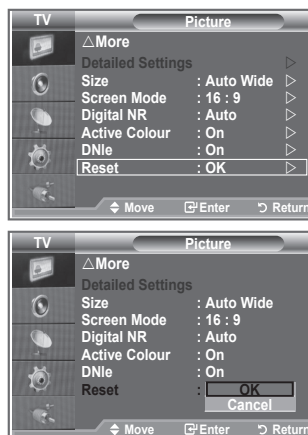 TV Picture
△More
Detailed Settings ▷
Size : Auto Wide ▷
Screen Mode : 16 : 9 ▷
Digital NR : Auto ▷
Active Colour : On ▷
DNIe : On ▷
Reset : OK ▷
Move Enter Return
TV Picture
△More
Detailed Settings
Size : Auto Wide
Screen Mode : 16 : 9
Digital NR : Auto
Active Colour : On
DNIe : On
Reset : OK
Cancel
Move Enter Return